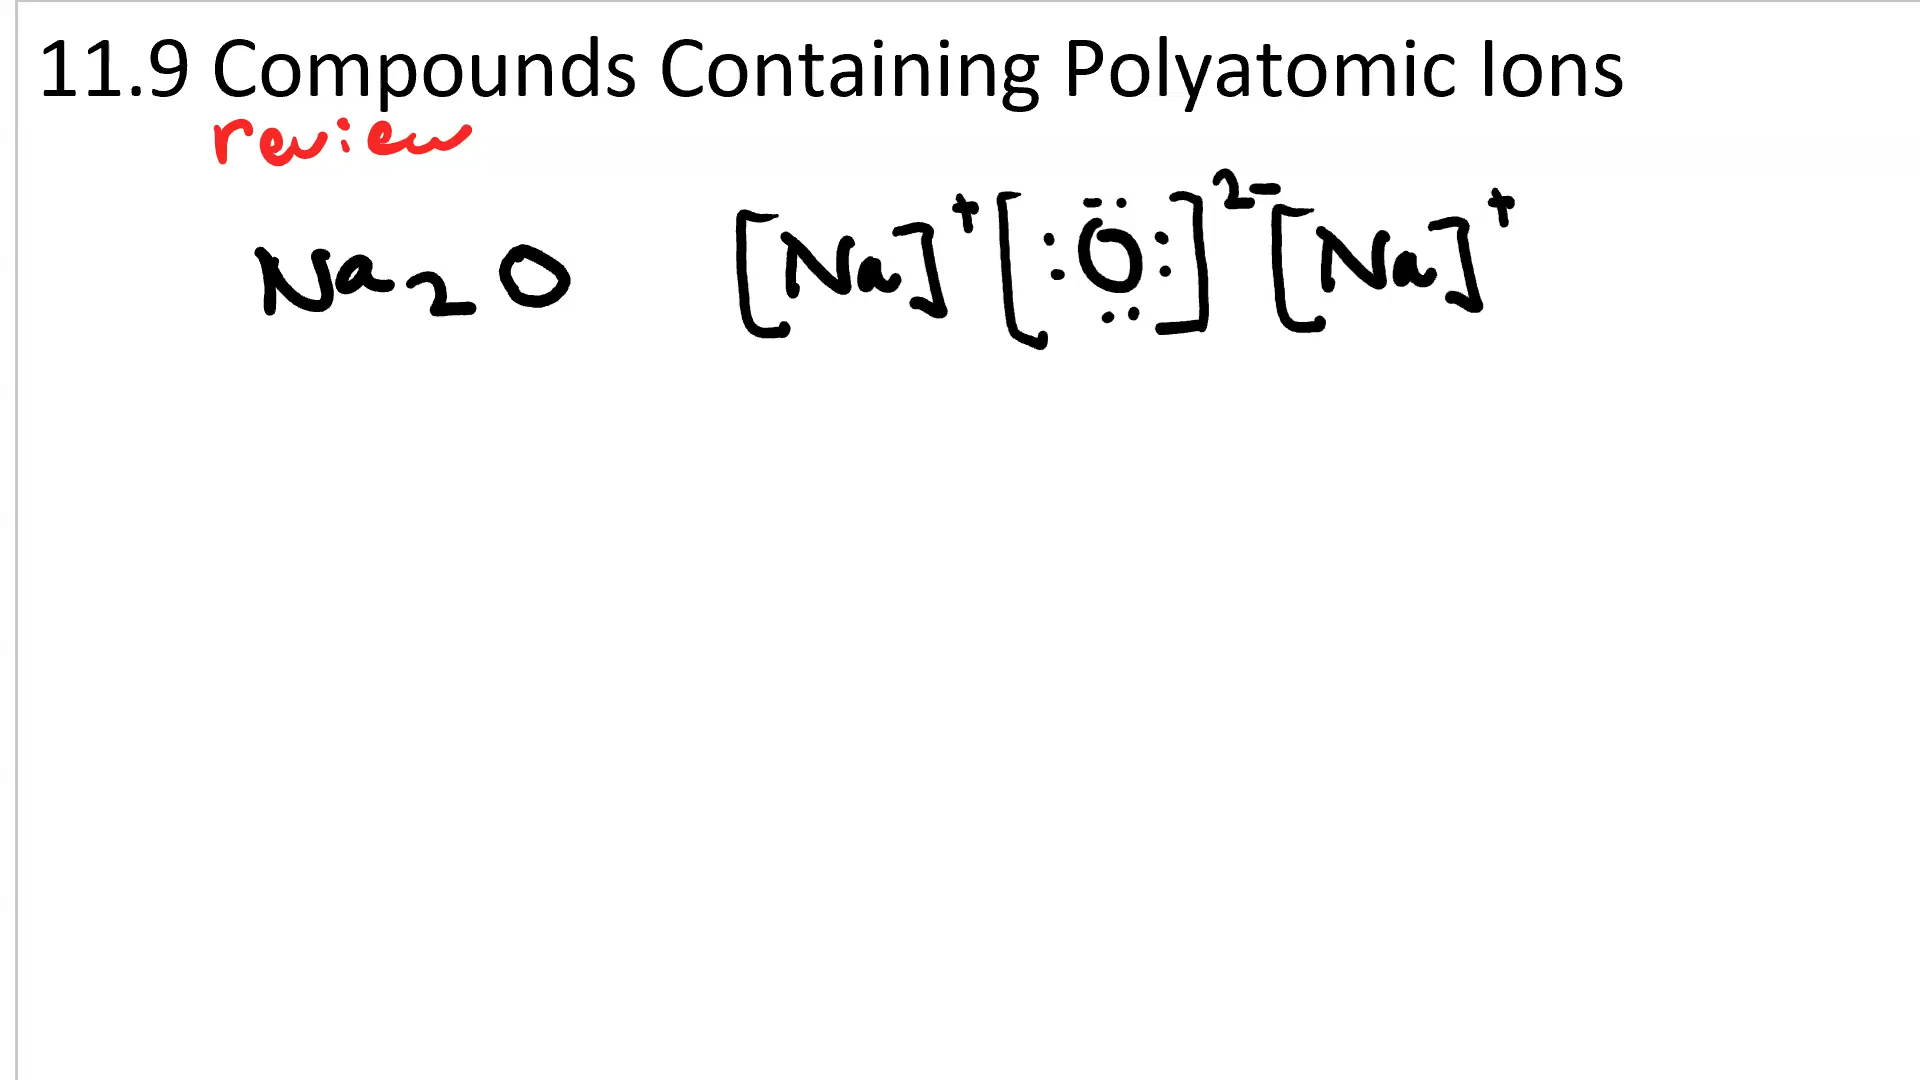 11.9 Compounds Containing Polyatomic Ions
review
Na₂O [Na]⁺[:Ö̤:]²⁻[Na]⁺